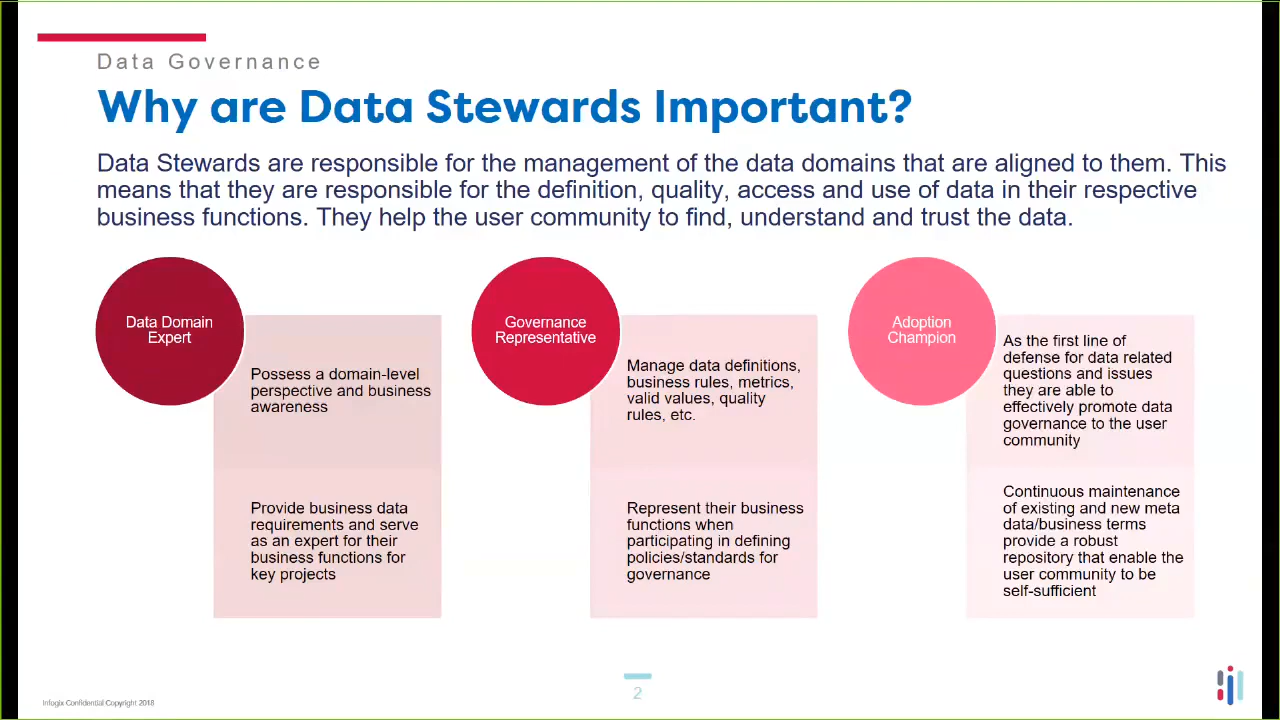 Data Governance
Why are Data Stewards Important?
Data Stewards are responsible for the management of the data domains that are aligned to them. This
means that they are responsible for the definition, quality, access and use of data in their respective
business functions. They help the user community to find, understand and trust the data.
Data Domain
Expert
Possess a domain-level
perspective and business
awareness
Provide business data
requirements and serve
as an expert for their
business functions for
key projects
Governance
Representative
Manage data definitions,
business rules, metrics,
valid values, quality
rules, etc.
Represent their business
functions when
participating in defining
policies/standards for
governance
Adoption
Champion
As the first line of
defense for data related
questions and issues
they are able to
effectively promote data
governance to the user
community
Continuous maintenance
of existing and new meta
data/business terms
provide a robust
repository that enable the
user community to be
self-sufficient
Infogix Confidential Copyright 2018
2